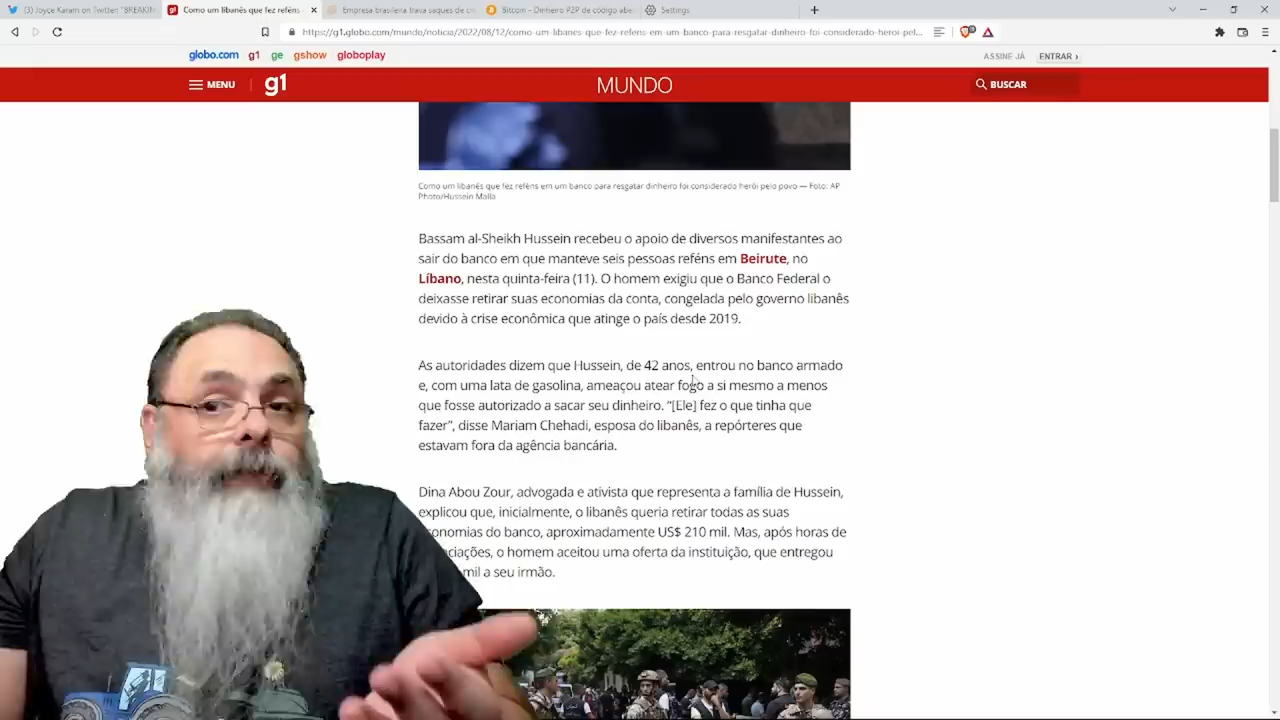 (3) Joyce Karam on Twitter: "BREAKIN
Como um libanês que fez reféns
Empresa brasileira trava saques de cri
Bitcoin - Dinheiro P2P de código abe
Settings
https://g1.globo.com/mundo/noticia/2022/08/12/como-um-libanes-que-fez-refens-em-um-banco-para-resgatar-dinheiro-foi-considerado-heroi-pel...
globo.com g1 ge gshow globoplay
ASSINE JÁ ENTRAR ›
MENU g1 MUNDO BUSCAR
Como um libanês que fez reféns em um banco para resgatar dinheiro foi considerado herói pelo povo — Foto: AP
Photo/Hussein Malla
Bassam al-Sheikh Hussein recebeu o apoio de diversos manifestantes ao
sair do banco em que manteve seis pessoas reféns em Beirute, no
Líbano, nesta quinta-feira (11). O homem exigiu que o Banco Federal o
deixasse retirar suas economias da conta, congelada pelo governo libanês
devido à crise econômica que atinge o país desde 2019.
As autoridades dizem que Hussein, de 42 anos, entrou no banco armado
e, com uma lata de gasolina, ameaçou atear fogo a si mesmo a menos
que fosse autorizado a sacar seu dinheiro. "[Ele] fez o que tinha que
fazer", disse Mariam Chehadi, esposa do libanês, a repórteres que
estavam fora da agência bancária.
Dina Abou Zour, advogada e ativista que representa a família de Hussein,
explicou que, inicialmente, o libanês queria retirar todas as suas
conomias do banco, aproximadamente US$ 210 mil. Mas, após horas de
ciações, o homem aceitou uma oferta da instituição, que entregou
mil a seu irmão.